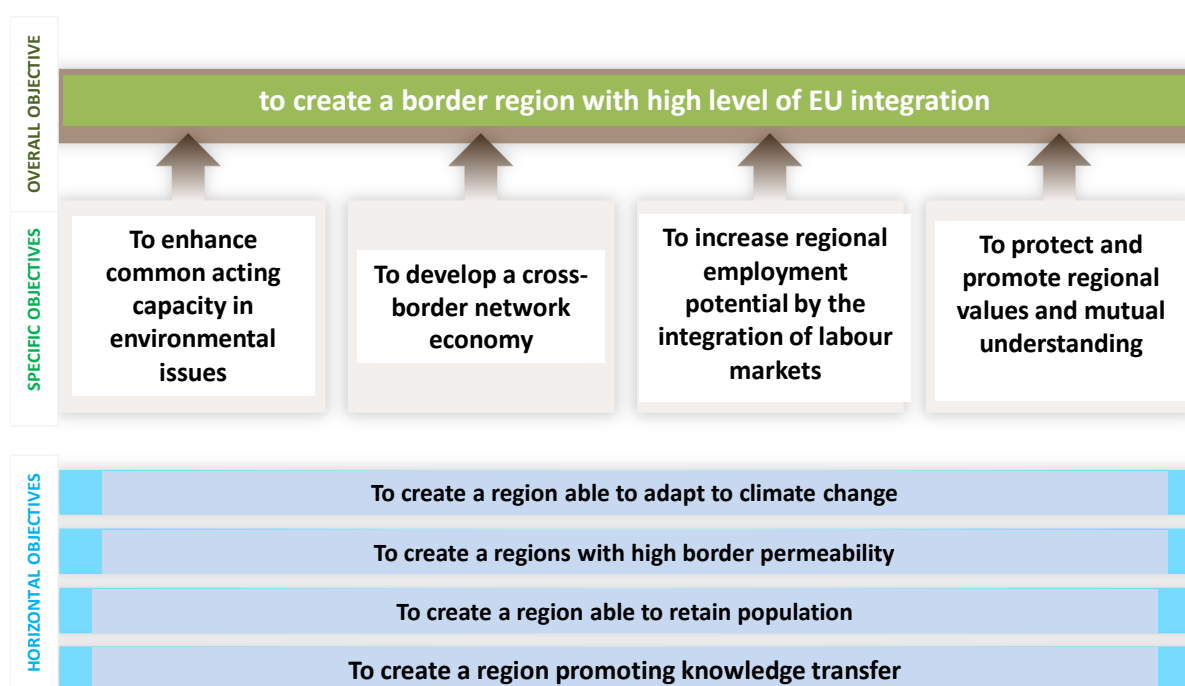 OVERALL OBJECTIVE
to create a border region with high level of EU integration
SPECIFIC OBJECTIVES
To enhance
common acting
capacity in
environmental
issues
To develop a cross-
border network
economy
To increase regional
employment
potential by the
integration of labour
markets
To protect and
promote regional
values and mutual
understanding
HORIZONTAL OBJECTIVES
To create a region able to adapt to climate change
To create a regions with high border permeability
To create a region able to retain population
To create a region promoting knowledge transfer